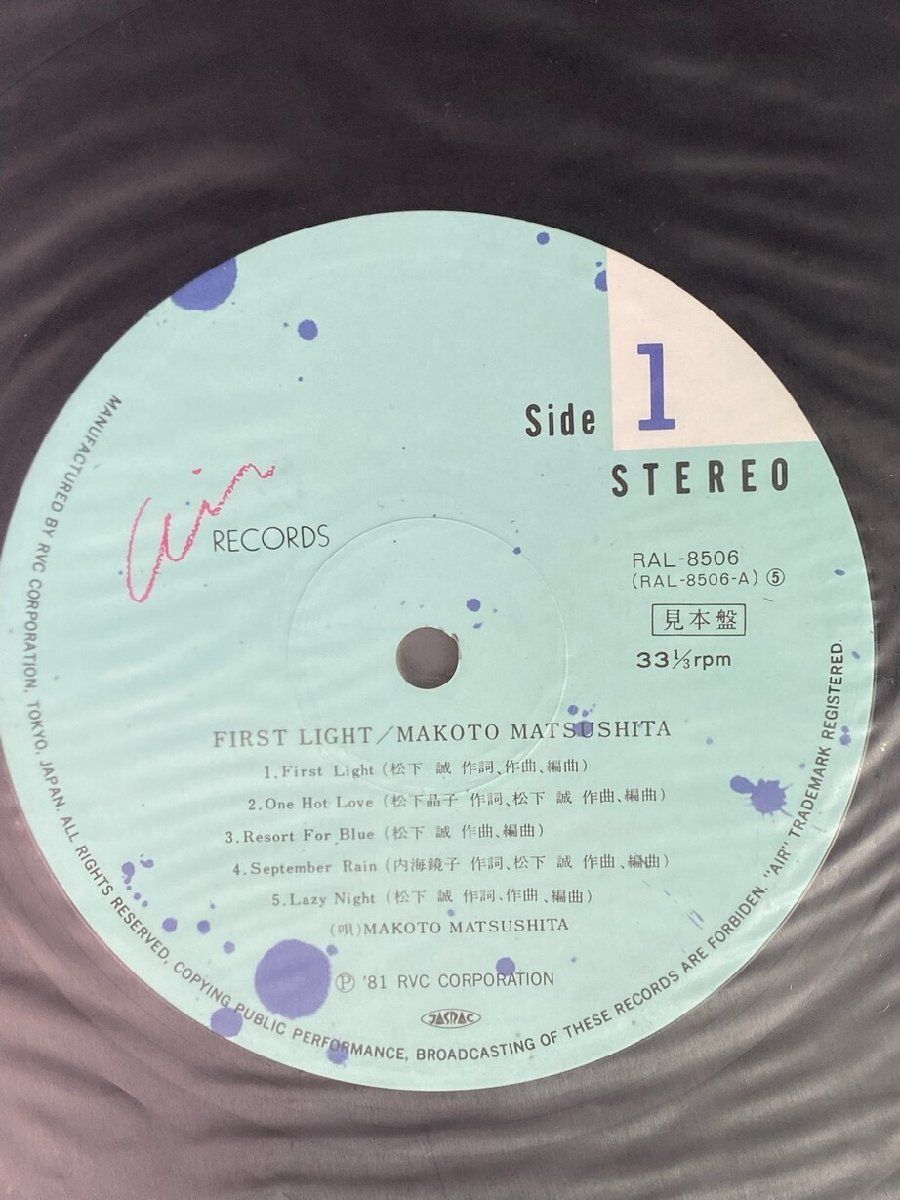 Side 1
STEREO
Air RECORDS
RAL-8506
(RAL-8506-A) ⑤
見本盤
33 1/3 rpm
FIRST LIGHT/MAKOTO MATSUSHITA
1.First Light (松下 誠 作詞、作曲、編曲)
2.One Hot Love (松下晶子 作詞、松下 誠 作曲、編曲)
3.Resort For Blue (松下 誠 作曲、編曲)
4.September Rain (内海鏡子 作詞、松下 誠 作曲、編曲)
5.Lazy Night (松下 誠 作詞、作曲、編曲)
(唄)MAKOTO MATSUSHITA
Ⓟ '81 RVC CORPORATION
JASRAC
MANUFACTURED BY RVC CORPORATION, TOKYO, JAPAN. ALL RIGHTS RESERVED, COPYING PUBLIC PERFORMANCE, BROADCASTING OF THESE RECORDS ARE FORBIDDEN. "AIR" TRADEMARK REGISTERED.